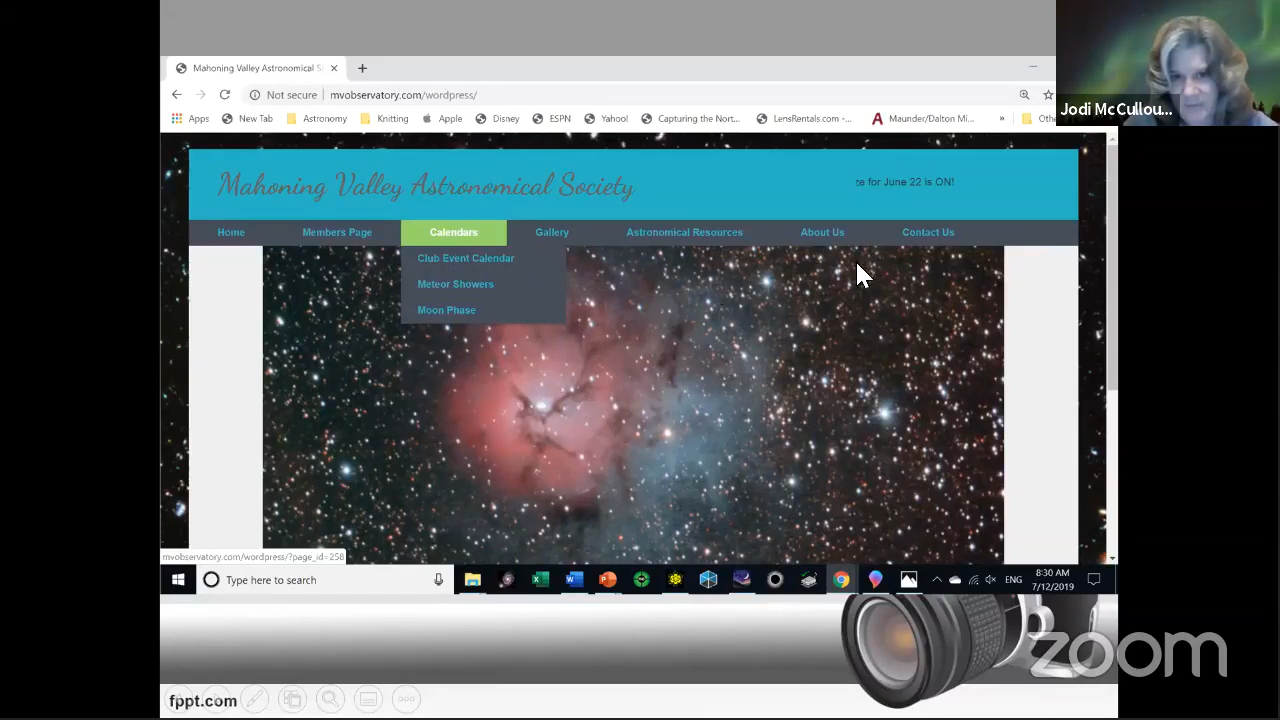 Mahoning Valley Astronomical S
Not secure mvobservatory.com/wordpress/
Apps New Tab Astronomy Knitting Apple Disney ESPN Yahoo! Capturing the Nort... LensRentals.com -... Maunder/Dalton Mi... » Oth
Jodi McCullou...
Mahoning Valley Astronomical Society
for June 22 is ON!
Home Members Page Calendars Gallery Astronomical Resources About Us Contact Us
Club Event Calendar
Meteor Showers
Moon Phase
mvobservatory.com/wordpress/?page_id=258
Type here to search
ENG
8:30 AM
7/12/2019
zoom
fppt.com